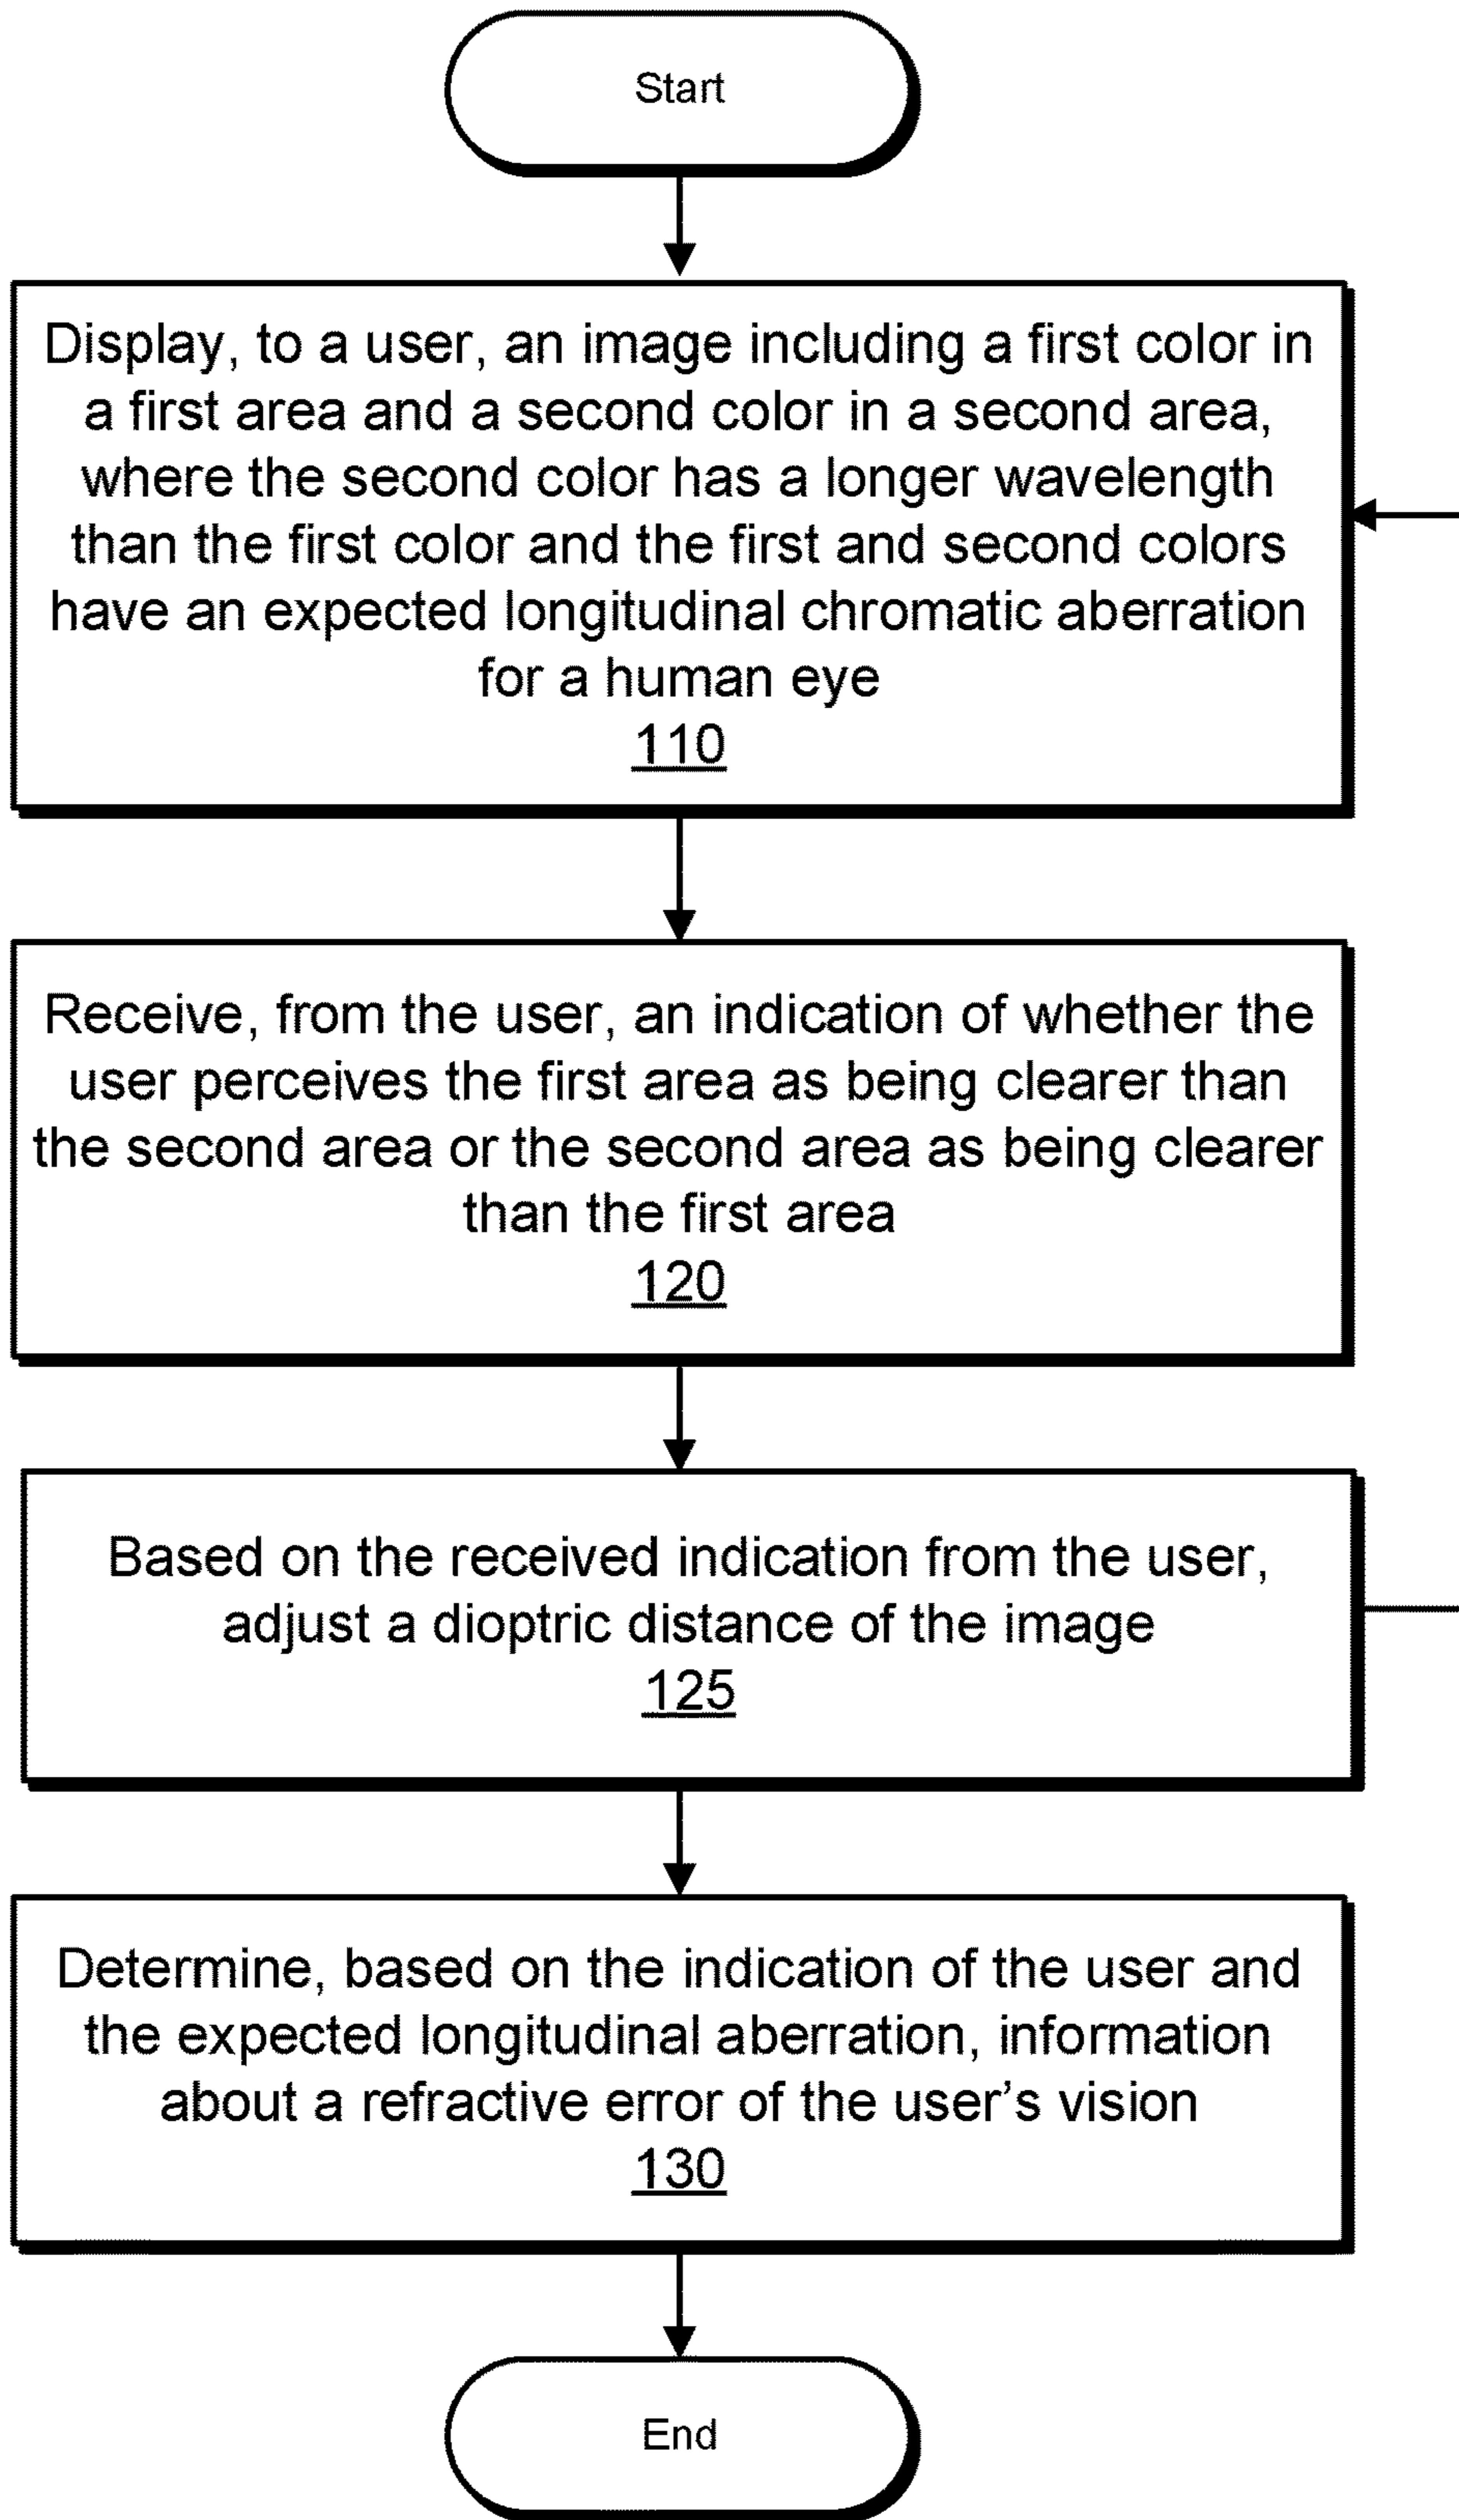 Start
Display, to a user, an image including a first color in
a first area and a second color in a second area,
where the second color has a longer wavelength
than the first color and the first and second colors
have an expected longitudinal chromatic aberration
for a human eye
110
Receive, from the user, an indication of whether the
user perceives the first area as being clearer than
the second area or the second area as being clearer
than the first area
120
Based on the received indication from the user,
adjust a dioptric distance of the image
125
Determine, based on the indication of the user and
the expected longitudinal aberration, information
about a refractive error of the user’s vision
130
End